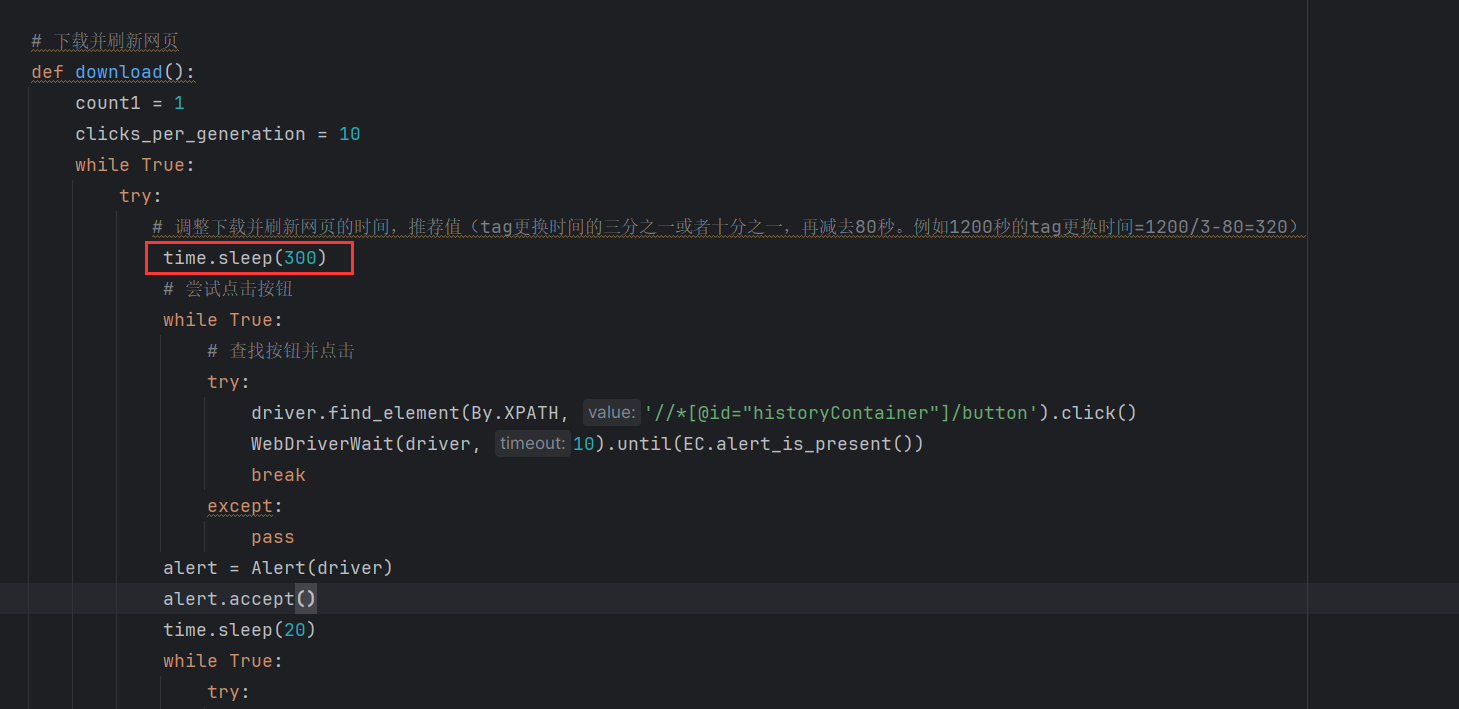 # 下载并刷新网页
def download():
count1 = 1
clicks_per_generation = 10
while True:
try:
# 调整下载并刷新网页的时间，推荐值（tag更换时间的三分之一或者十分之一，再减去80秒。例如1200秒的tag更换时间=1200/3-80=320）
time.sleep(300)
# 尝试点击按钮
while True:
# 查找按钮并点击
try:
driver.find_element(By.XPATH, value: '//*[@id="historyContainer"]/button').click()
WebDriverWait(driver, timeout: 10).until(EC.alert_is_present())
break
except:
pass
alert = Alert(driver)
alert.accept()
time.sleep(20)
while True:
try: